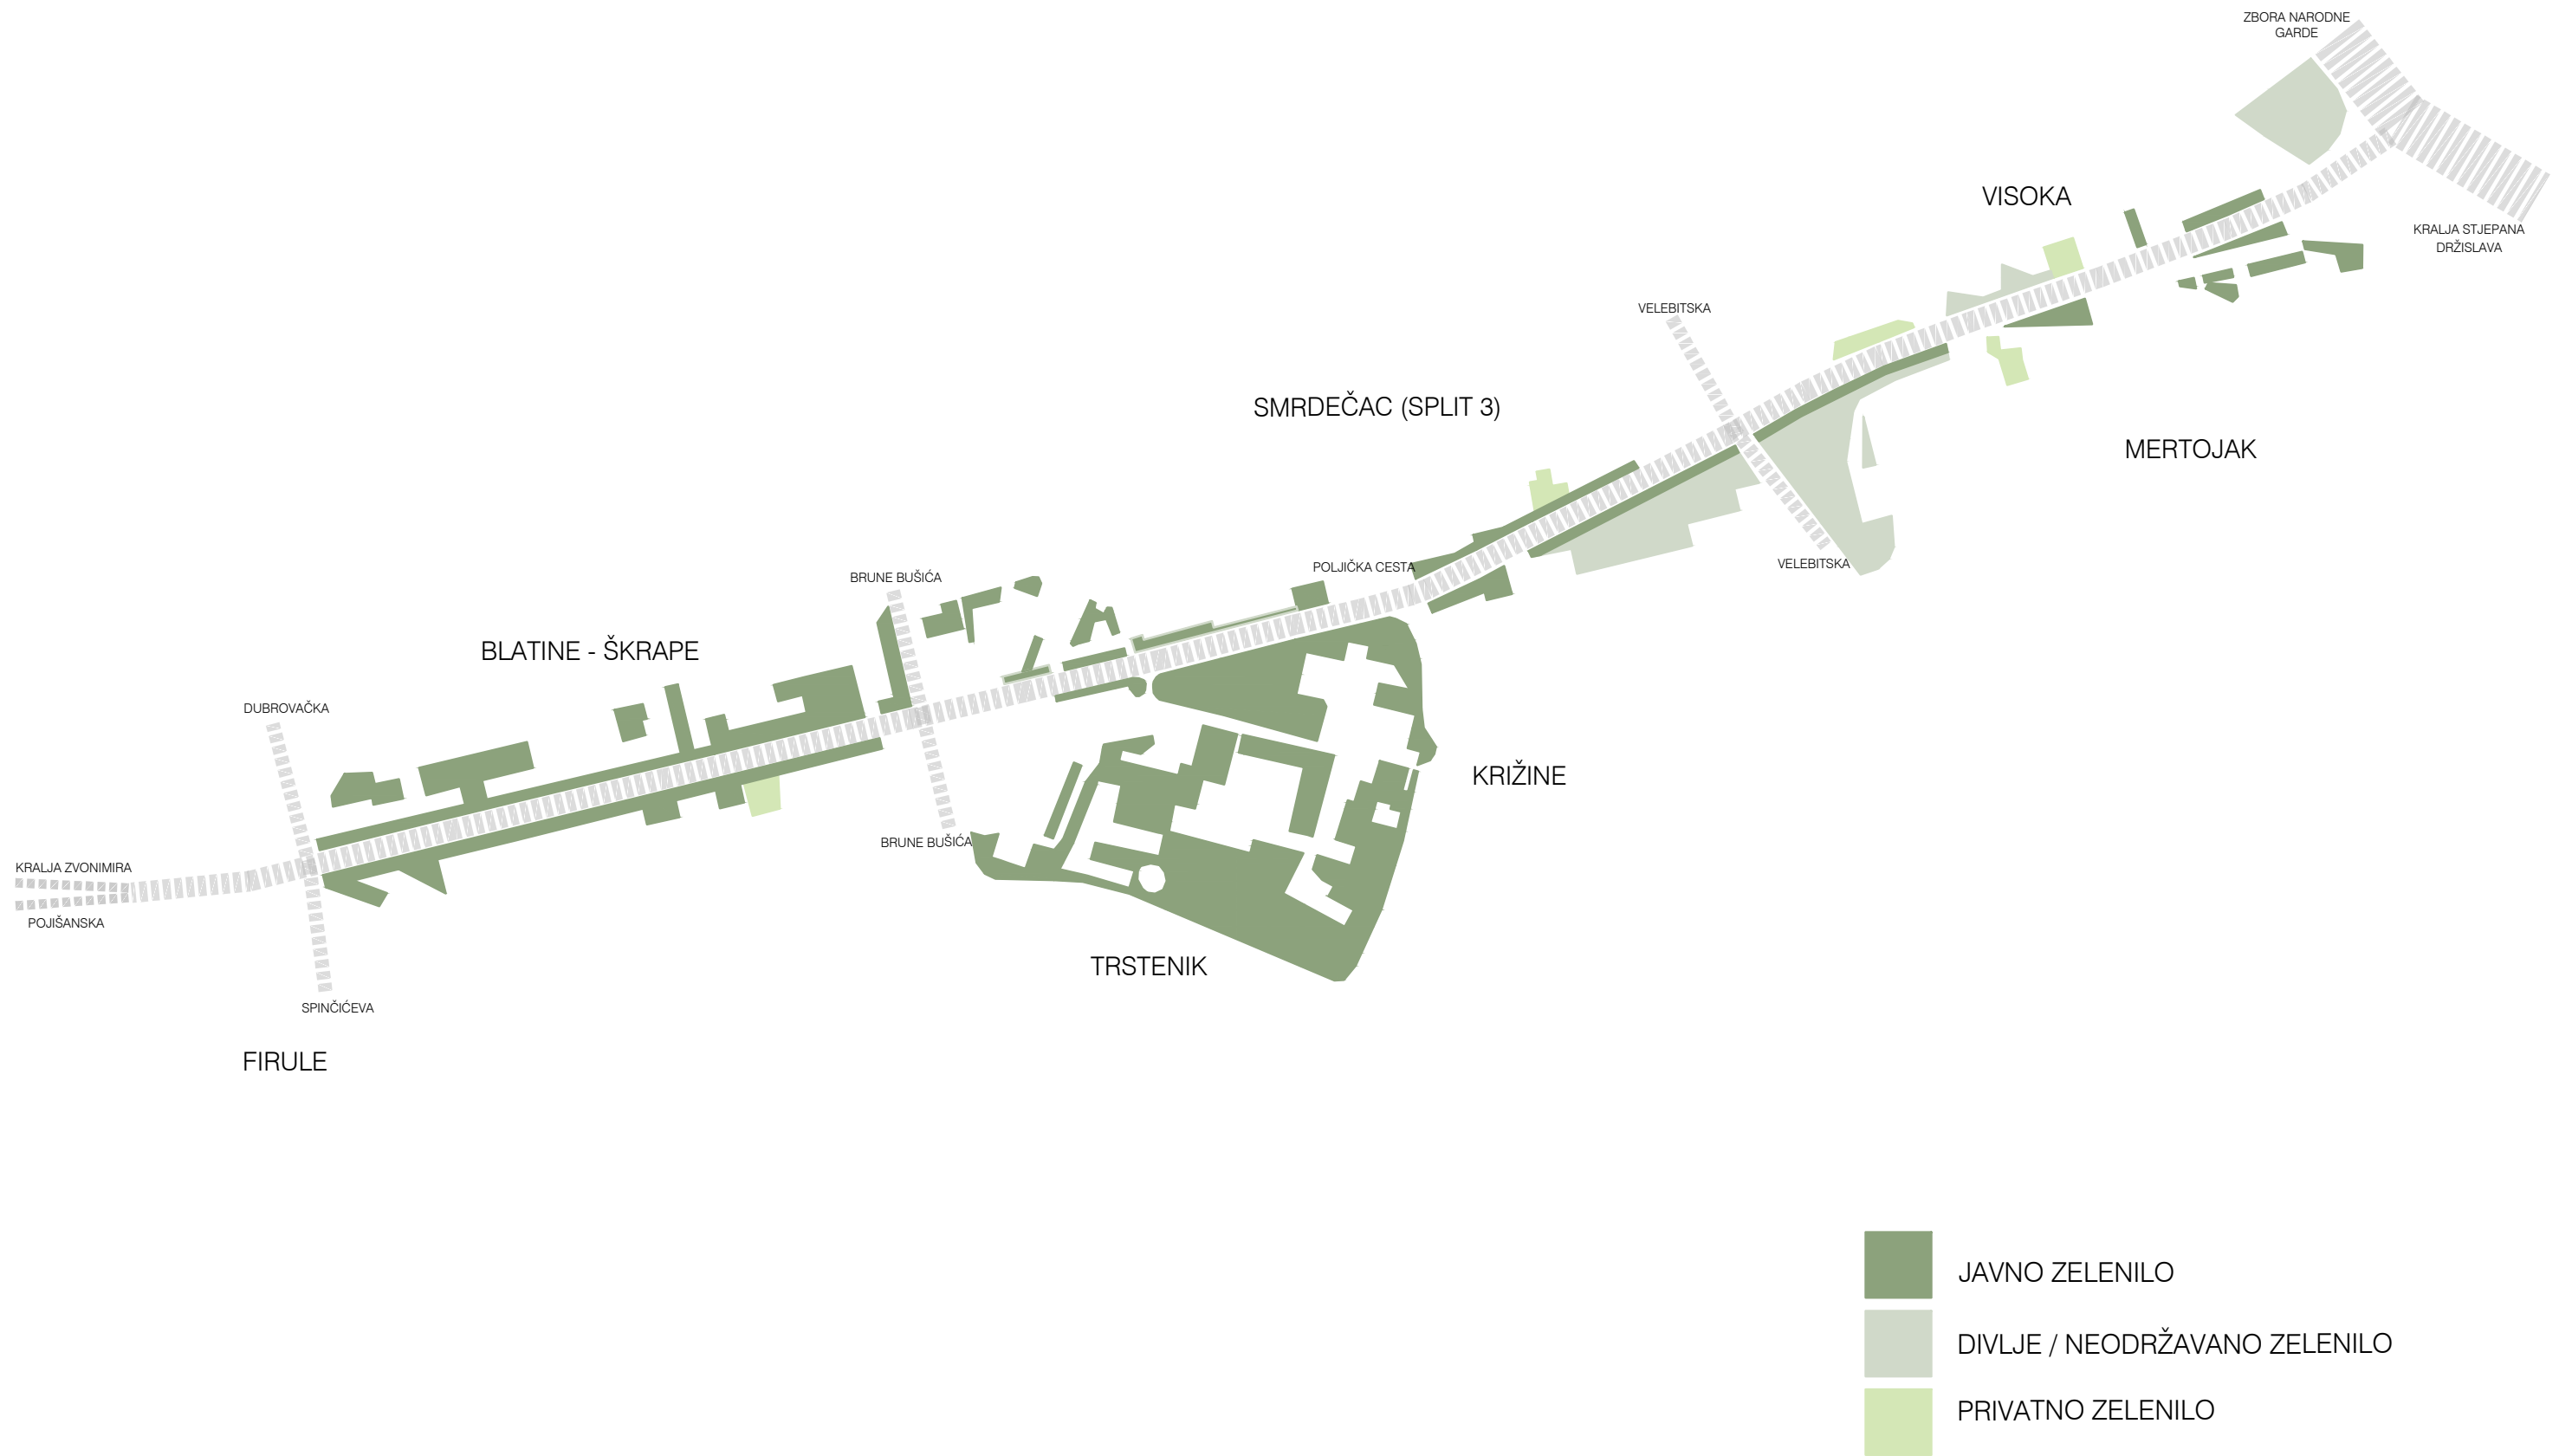 ZBORA NARODNE
GARDE
VISOKA
KRALJA STJEPANA
DRŽISLAVA
VELEBITSKA
SMRDEČAC (SPLIT 3)
MERTOJAK
POLJIČKA CESTA
VELEBITSKA
BRUNE BUŠIĆA
BLATINE - ŠKRAPE
DUBROVAČKA
KRIŽINE
BRUNE BUŠIĆA
KRALJA ZVONIMIRA
POJIŠANSKA
TRSTENIK
SPINČIĆEVA
FIRULE
JAVNO ZELENILO
DIVLJE / NEODRŽAVANO ZELENILO
PRIVATNO ZELENILO